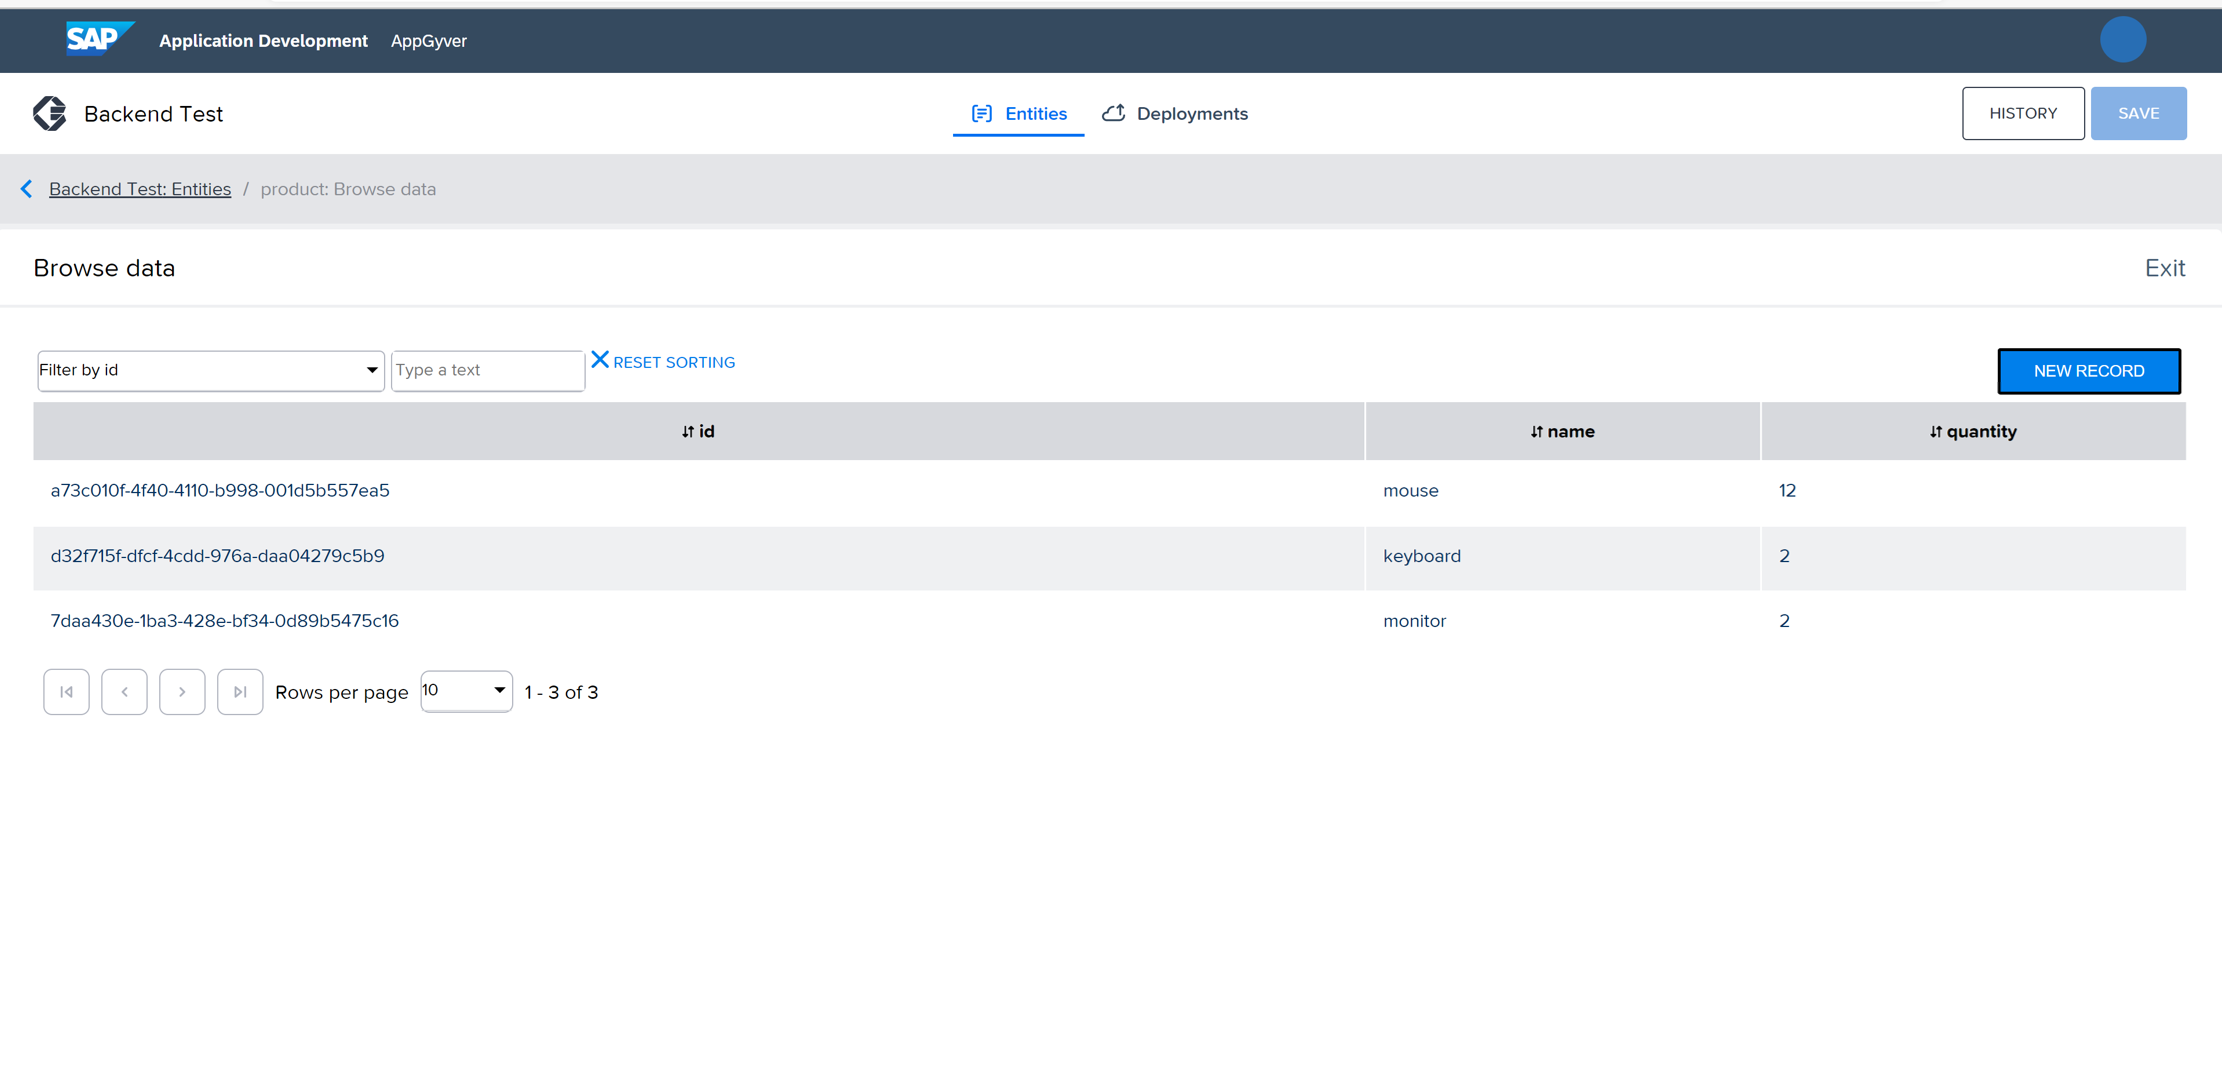 SAP Application Development AppGyver
Backend Test Entities Deployments HISTORY SAVE
Backend Test: Entities / product: Browse data
Browse data Exit
Filter by id Type a text RESET SORTING NEW RECORD
id name quantity
a73c010f-4f40-4110-b998-001d5b557ea5 mouse 12
d32f715f-dfcf-4cdd-976a-daa04279c5b9 keyboard 2
7daa430e-1ba3-428e-bf34-0d89b5475c16 monitor 2
Rows per page 10 1 - 3 of 3